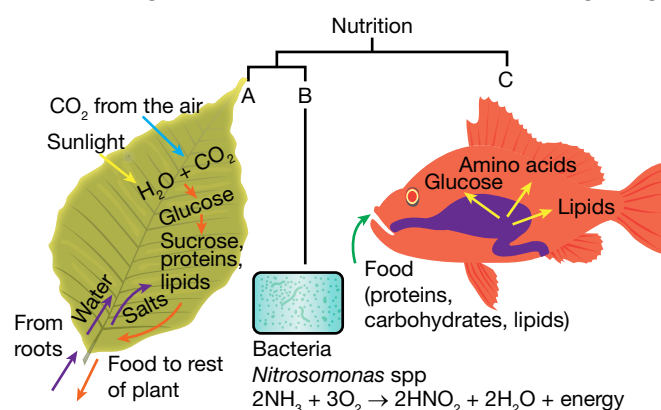 Nutrition
A
B
C
CO₂ from the air
Sunlight
H₂O + CO₂
Glucose
Sucrose,
proteins,
lipids
Water
Salts
From
roots
Food to rest
of plant
Bacteria
Nitrosomonas spp
2NH₃ + 3O₂ → 2HNO₂ + 2H₂O + energy
Amino acids
Glucose
Lipids
Food
(proteins,
carbohydrates, lipids)